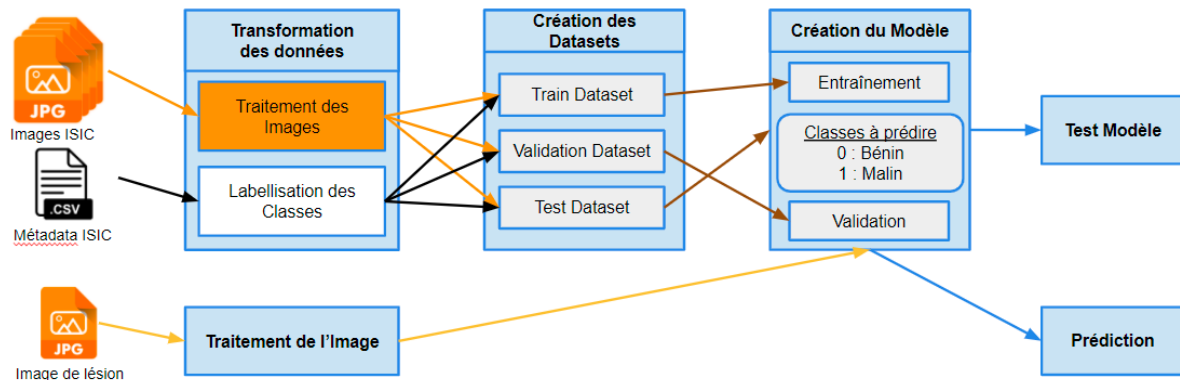 JPG
Images ISIC
.CSV
Métadata ISIC
JPG
Image de lésion
Transformation
des données
Traitement des
Images
Labellisation des
Classes
Traitement de l'Image
Création des
Datasets
Train Dataset
Validation Dataset
Test Dataset
Création du Modèle
Entraînement
Classes à prédire
0 : Bénin
1 : Malin
Validation
Test Modèle
Prédiction